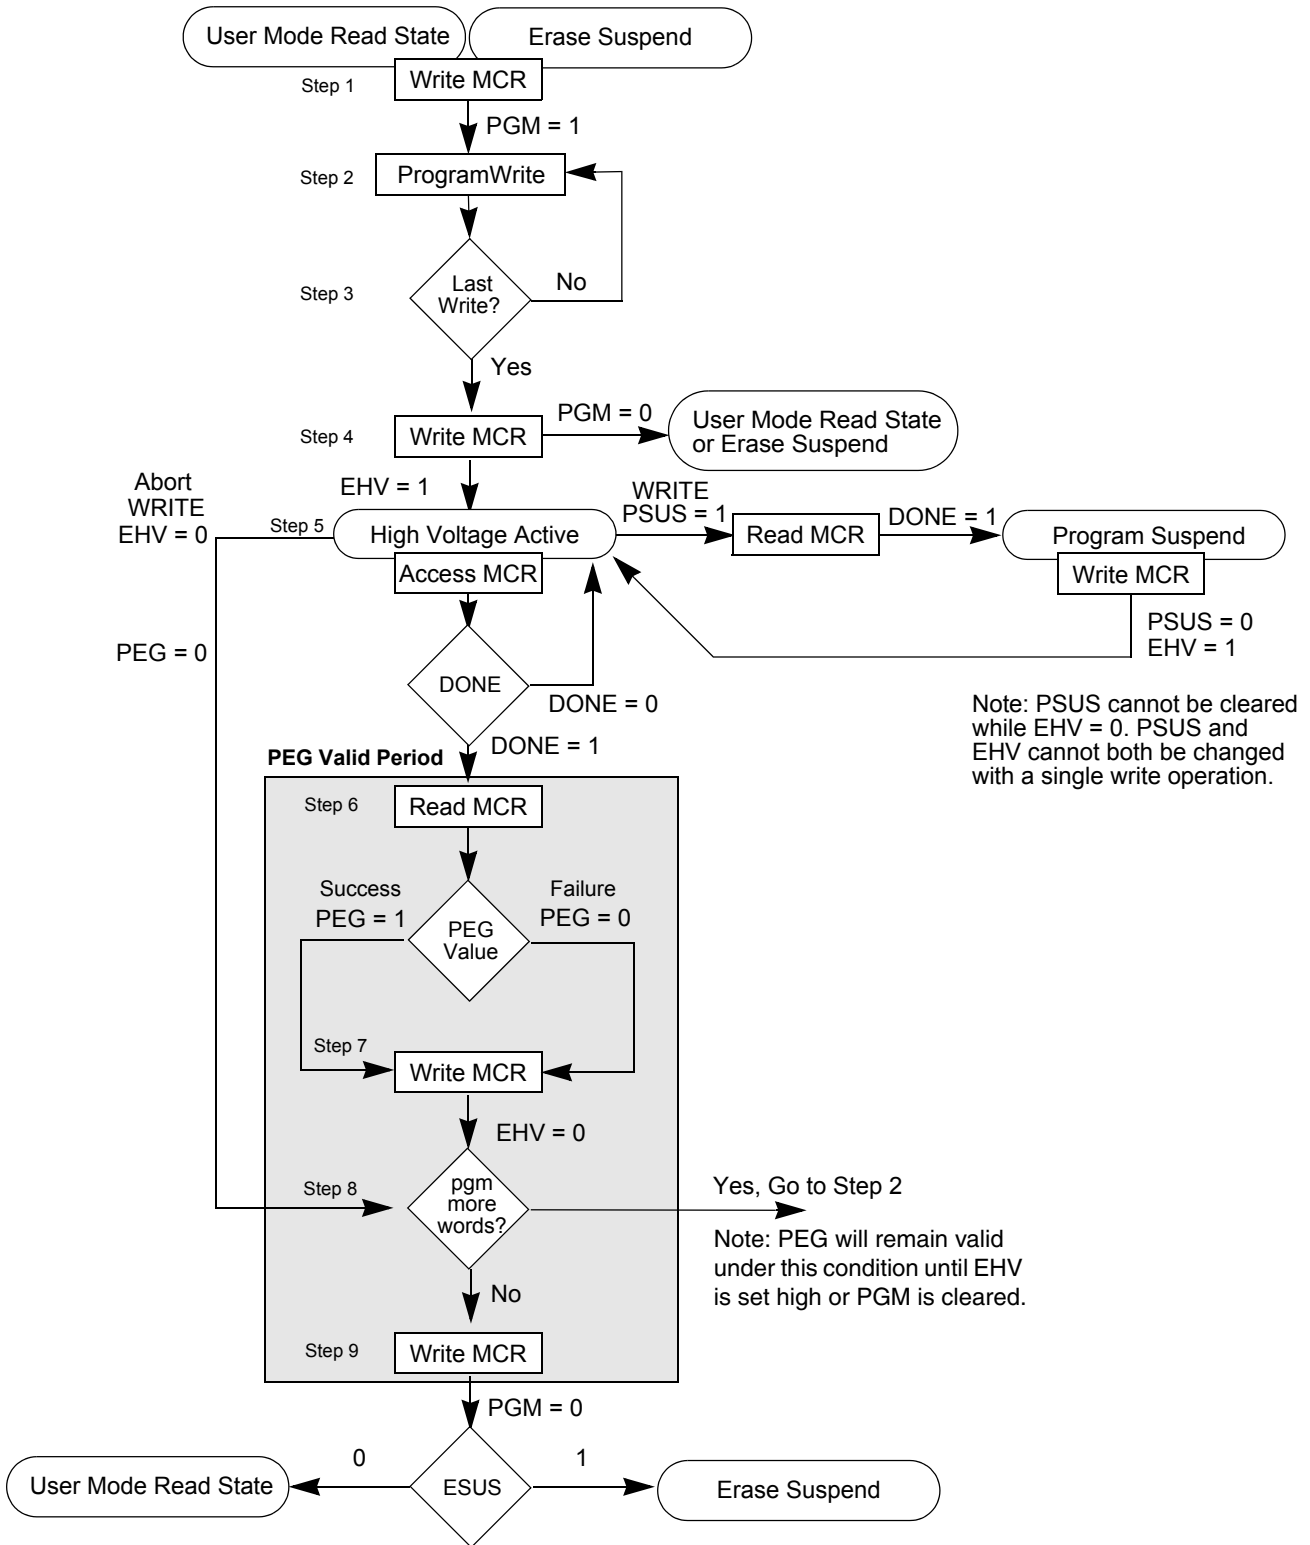 User Mode Read State
Erase Suspend
Step 1
Write MCR
PGM = 1
Step 2
ProgramWrite
Step 3
Last
Write?
No
Yes
Step 4
Write MCR
PGM = 0
User Mode Read State
or Erase Suspend
Abort
WRITE
EHV = 0
EHV = 1
Step 5
High Voltage Active
Access MCR
WRITE
PSUS = 1
Read MCR
DONE = 1
Program Suspend
Write MCR
PSUS = 0
EHV = 1
PEG = 0
DONE
DONE = 0
DONE = 1
Note: PSUS cannot be cleared
while EHV = 0. PSUS and
EHV cannot both be changed
with a single write operation.
PEG Valid Period
Step 6
Read MCR
Success
PEG = 1
Failure
PEG = 0
PEG
Value
Step 7
Write MCR
EHV = 0
Step 8
pgm
more
words?
Yes, Go to Step 2
Note: PEG will remain valid
under this condition until EHV
is set high or PGM is cleared.
No
Step 9
Write MCR
PGM = 0
0
ESUS
1
User Mode Read State
Erase Suspend